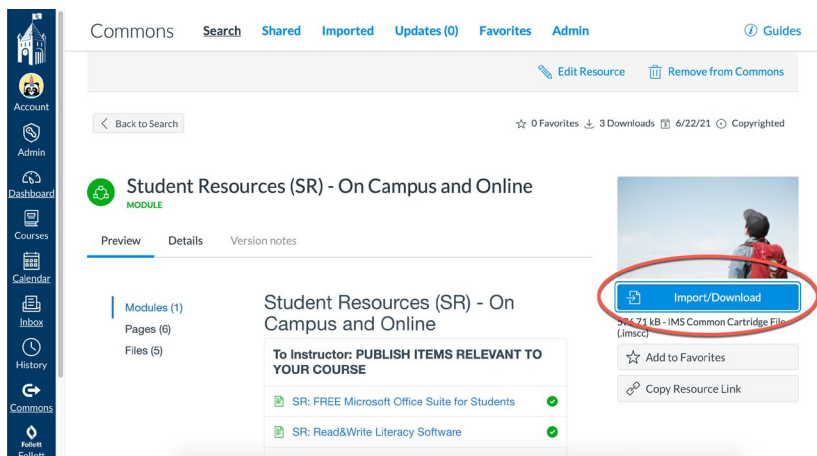 Commons Search Shared Imported Updates (0) Favorites Admin Guides
Edit Resource Remove from Commons
Account
Admin
Dashboard
Courses
Calendar
Inbox
History
Commons
Follett
Follett
Back to Search
0 Favorites 3 Downloads 6/22/21 Copyrighted
Student Resources (SR) - On Campus and Online
MODULE
Preview Details Version notes
Modules (1)
Pages (6)
Files (5)
Student Resources (SR) - On
Campus and Online
To Instructor: PUBLISH ITEMS RELEVANT TO
YOUR COURSE
SR: FREE Microsoft Office Suite for Students
SR: Read&Write Literacy Software
Import/Download
576.71 kB - IMS Common Cartridge File
(.imscc)
Add to Favorites
Copy Resource Link